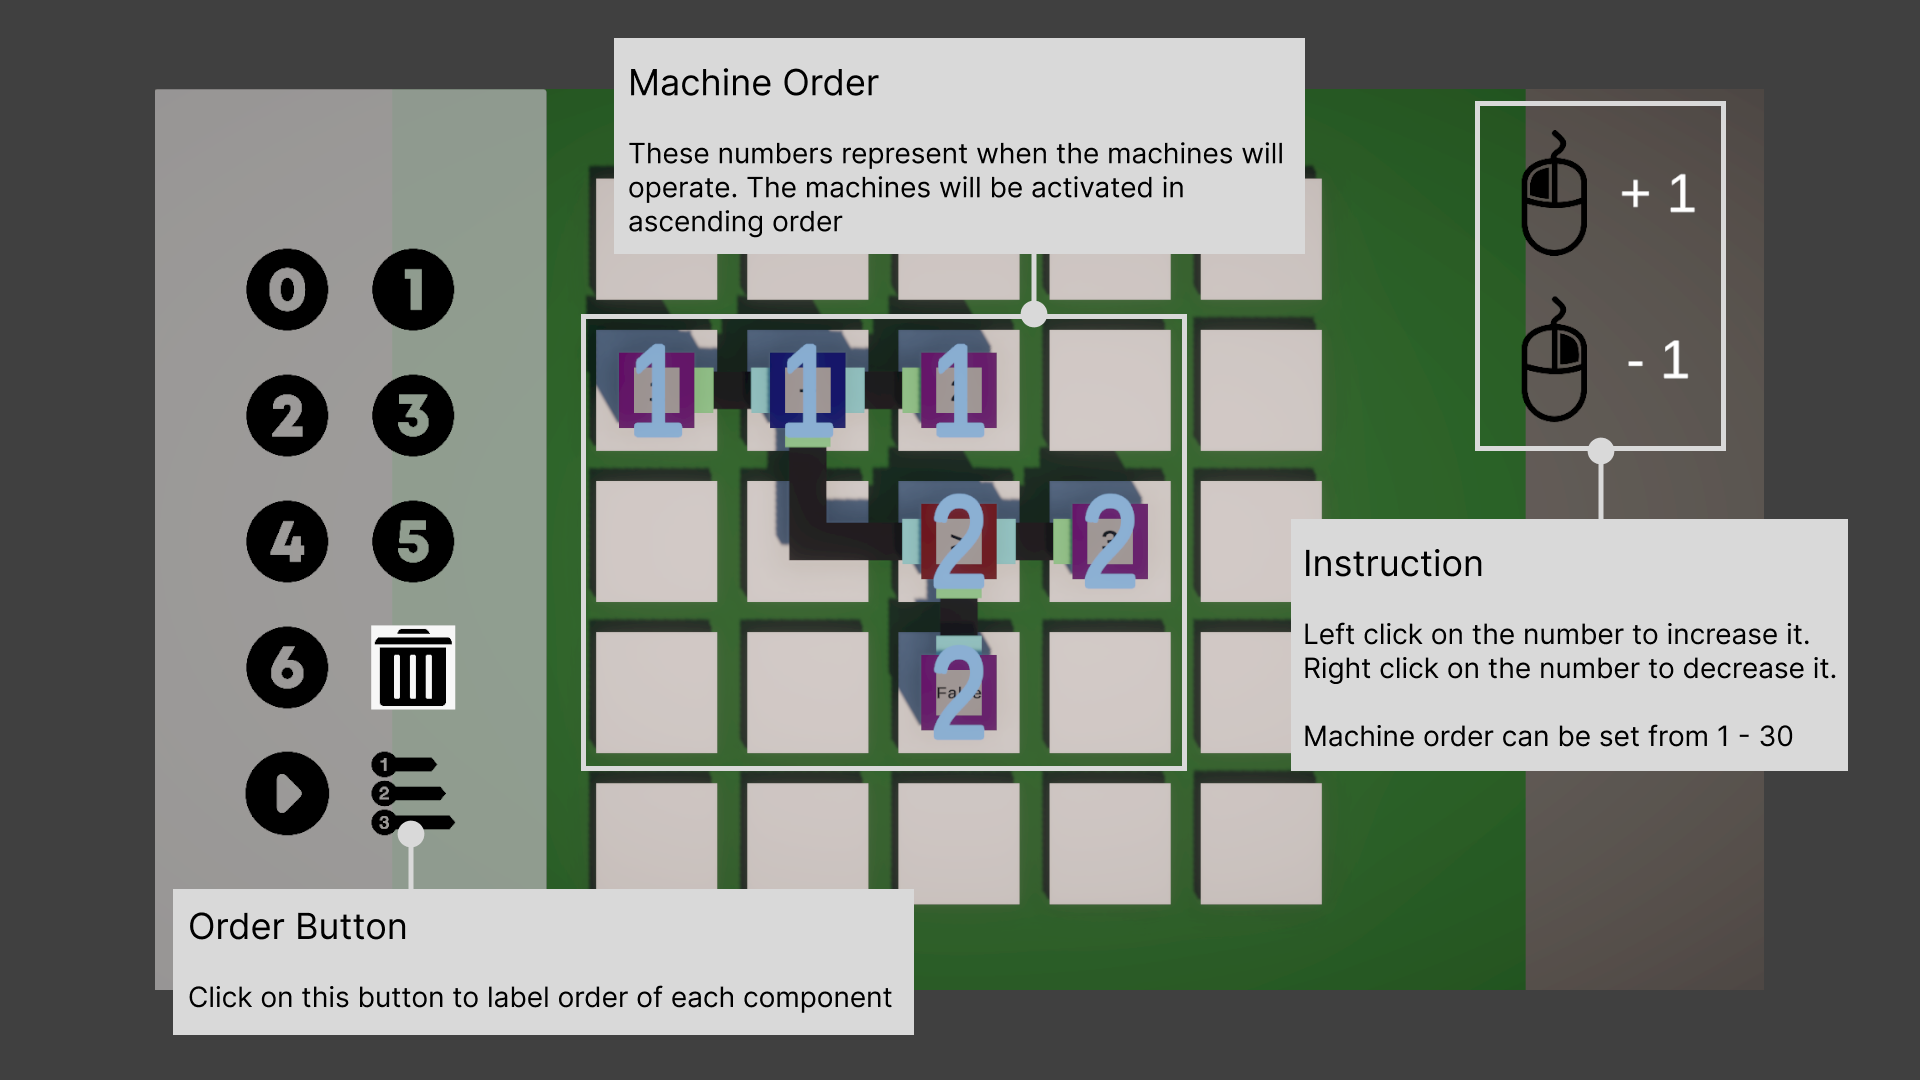 Machine Order
These numbers represent when the machines will
operate. The machines will be activated in
ascending order
+ 1
- 1
0 1
2 3
4 5
6
1
2
3
1 1 1
2 2
2
Instruction
Left click on the number to increase it.
Right click on the number to decrease it.
Machine order can be set from 1 - 30
Order Button
Click on this button to label order of each component